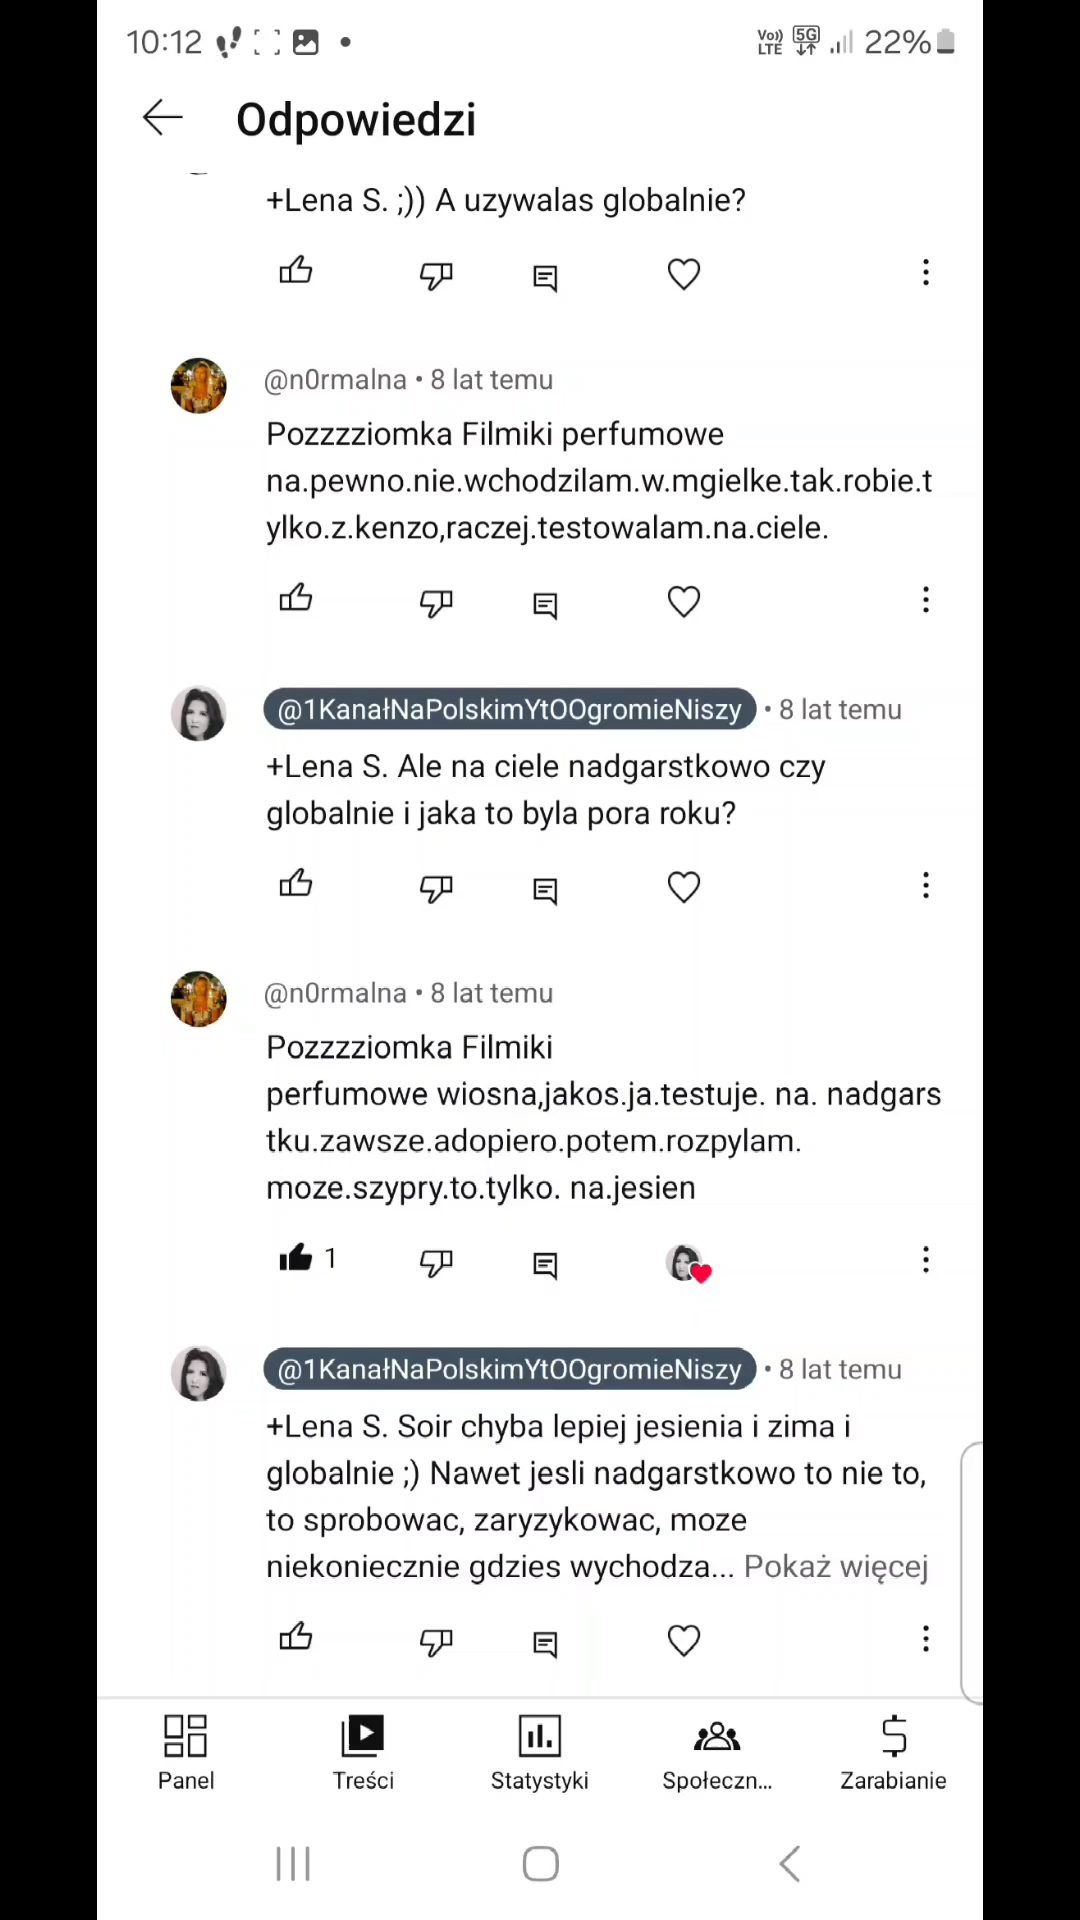 10:12
Vo)) LTE 5G 22%
Odpowiedzi
+Lena S. ;)) A uzywalas globalnie?
@n0rmalna • 8 lat temu
Pozzzziomka Filmiki perfumowe
na.pewno.nie.wchodzilam.w.mgielke.tak.robie.t
ylko.z.kenzo,raczej.testowalam.na.ciele.
@1KanałNaPolskimYtOOgromieNiszy • 8 lat temu
+Lena S. Ale na ciele nadgarstkowo czy
globalnie i jaka to byla pora roku?
@n0rmalna • 8 lat temu
Pozzzziomka Filmiki
perfumowe wiosna,jakos.ja.testuje. na. nadgars
tku.zawsze.adopiero.potem.rozpylam.
moze.szypry.to.tylko. na.jesien
1
@1KanałNaPolskimYtOOgromieNiszy • 8 lat temu
+Lena S. Soir chyba lepiej jesienia i zima i
globalnie ;) Nawet jesli nadgarstkowo to nie to,
to sprobowac, zaryzykowac, moze
niekoniecznie gdzies wychodza... Pokaż więcej
Panel Treści Statystyki Społeczn... Zarabianie